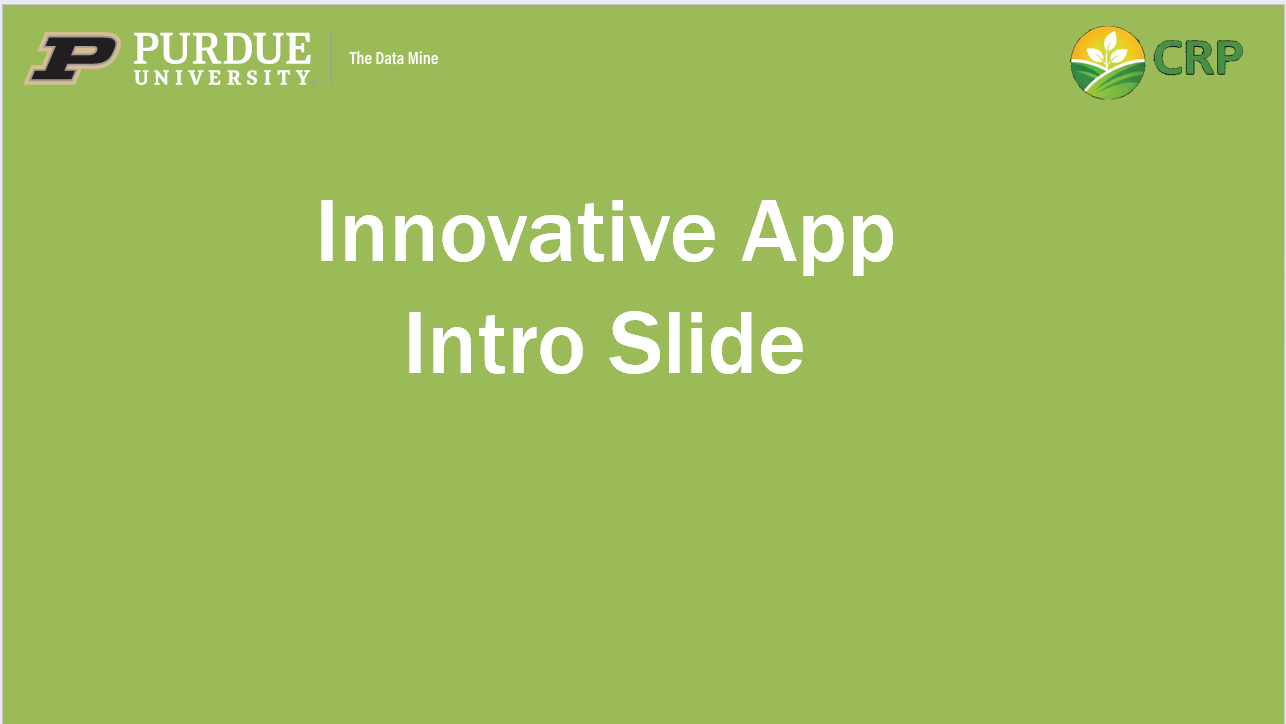 PURDUE
UNIVERSITY
The Data Mine
CRP
Innovative App
Intro Slide